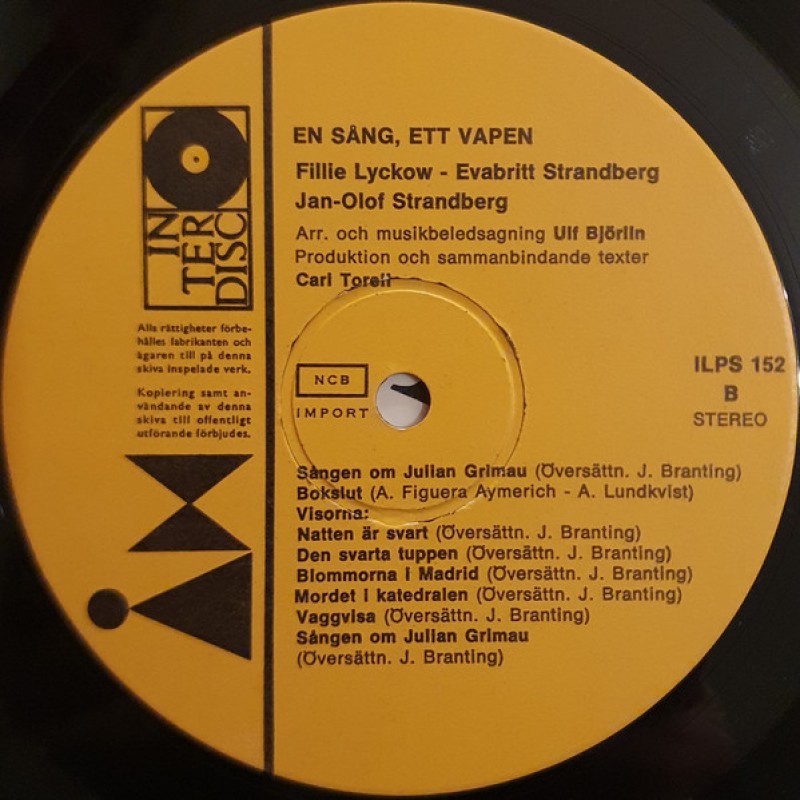 IN
TER
DISC
Alla rättigheter förbe-
hålles fabrikanten och
ägaren till på denna
skiva inspelade verk.
Kopiering samt an-
vändande av denna
skiva till offentligt
utförande förbjudes.
EN SÅNG, ETT VAPEN
Fillie Lyckow - Evabritt Strandberg
Jan-Olof Strandberg
Arr. och musikbeledsagning Ulf Björlin
Produktion och sammanbindande texter
Carl Torell
NCB
IMPORT
ILPS 152
B
STEREO
Sången om Julian Grimau (Översättn. J. Branting)
Bokslut (A. Figuera Aymerich - A. Lundkvist)
Visorna:
Natten är svart (Översättn. J. Branting)
Den svarta tuppen (Översättn. J. Branting)
Blommorna i Madrid (Översättn. J. Branting)
Mordet i katedralen (Översättn. J. Branting)
Vaggvisa (Översättn. J. Branting)
Sången om Julian Grimau
(Översättn. J. Branting)